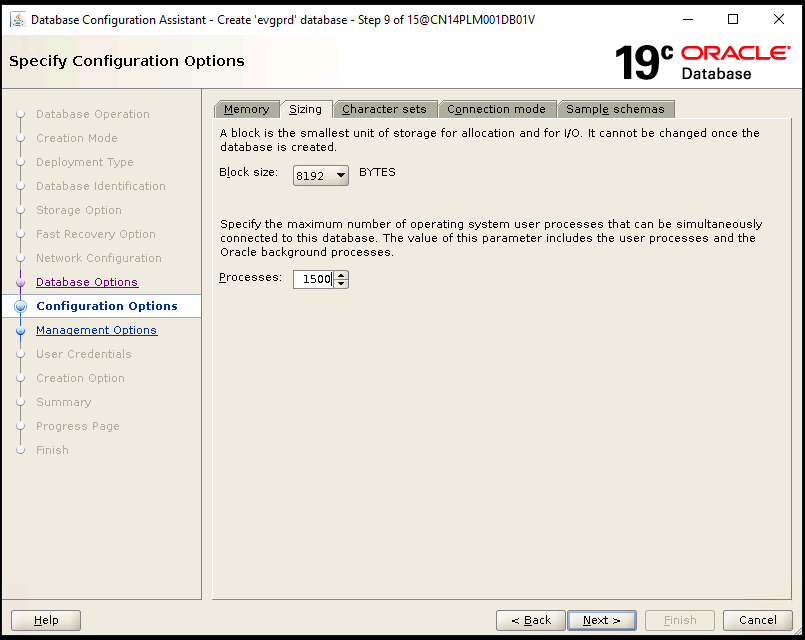 Database Configuration Assistant - Create 'evgprd' database - Step 9 of 15@CN14PLM001DB01V
Specify Configuration Options
19c ORACLE
Database
Database Operation
Creation Mode
Deployment Type
Database Identification
Storage Option
Fast Recovery Option
Network Configuration
Database Options
Configuration Options
Management Options
User Credentials
Creation Option
Summary
Progress Page
Finish
Memory Sizing Character sets Connection mode Sample schemas
A block is the smallest unit of storage for allocation and for I/O. It cannot be changed once the
database is created.
Block size: 8192 BYTES
Specify the maximum number of operating system user processes that can be simultaneously
connected to this database. The value of this parameter includes the user processes and the
Oracle background processes.
Processes: 1500
Help < Back Next > Finish Cancel